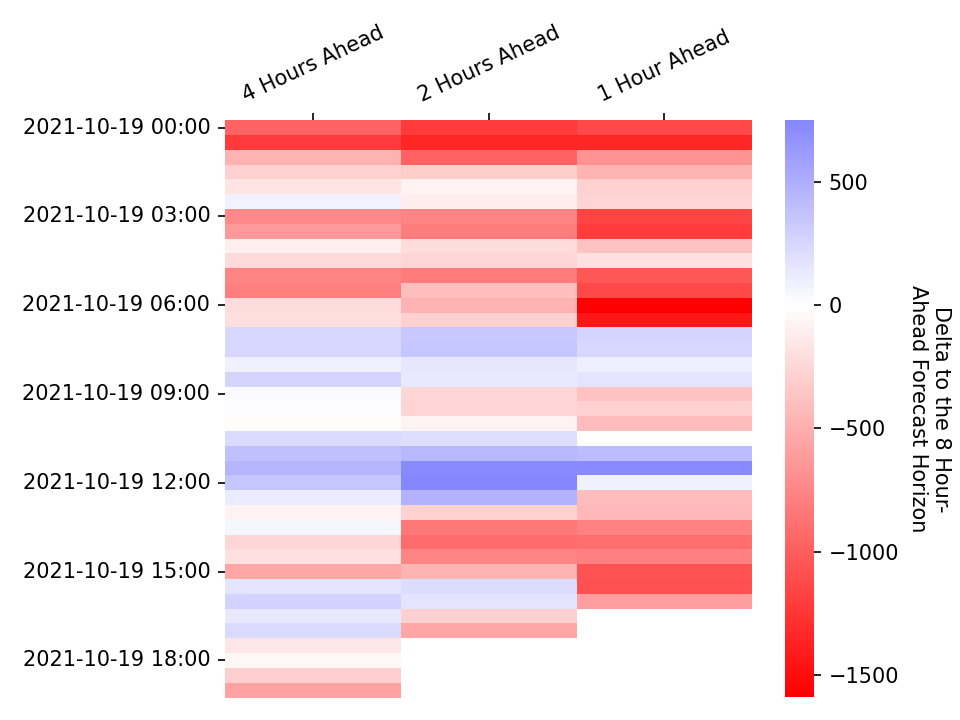 4 Hours Ahead
2 Hours Ahead
1 Hour Ahead
2021-10-19 00:00
2021-10-19 03:00
2021-10-19 06:00
2021-10-19 09:00
2021-10-19 12:00
2021-10-19 15:00
2021-10-19 18:00
500
0
−500
−1000
−1500
Delta to the 8 Hour-
Ahead Forecast Horizon